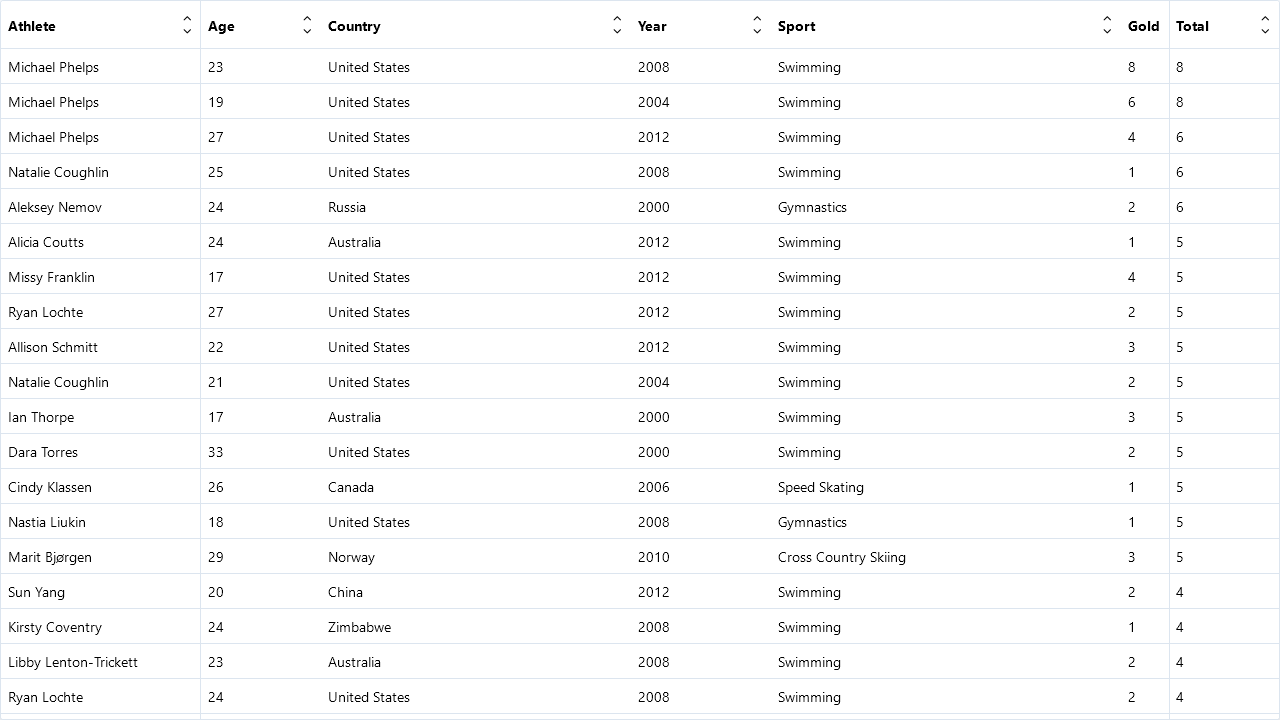 Athlete Age Country Year Sport Gold Total
Michael Phelps 23 United States 2008 Swimming 8 8
Michael Phelps 19 United States 2004 Swimming 6 8
Michael Phelps 27 United States 2012 Swimming 4 6
Natalie Coughlin 25 United States 2008 Swimming 1 6
Aleksey Nemov 24 Russia 2000 Gymnastics 2 6
Alicia Coutts 24 Australia 2012 Swimming 1 5
Missy Franklin 17 United States 2012 Swimming 4 5
Ryan Lochte 27 United States 2012 Swimming 2 5
Allison Schmitt 22 United States 2012 Swimming 3 5
Natalie Coughlin 21 United States 2004 Swimming 2 5
Ian Thorpe 17 Australia 2000 Swimming 3 5
Dara Torres 33 United States 2000 Swimming 2 5
Cindy Klassen 26 Canada 2006 Speed Skating 1 5
Nastia Liukin 18 United States 2008 Gymnastics 1 5
Marit Bjørgen 29 Norway 2010 Cross Country Skiing 3 5
Sun Yang 20 China 2012 Swimming 2 4
Kirsty Coventry 24 Zimbabwe 2008 Swimming 1 4
Libby Lenton-Trickett 23 Australia 2008 Swimming 2 4
Ryan Lochte 24 United States 2008 Swimming 2 4